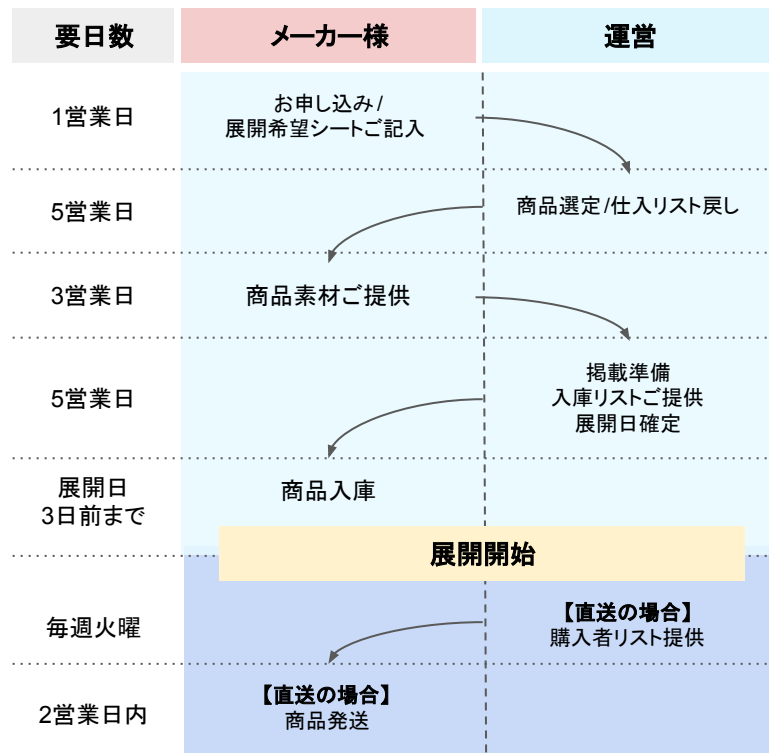 要日数
メーカー様
運営
1営業日
お申し込み/
展開希望シートご記入
5営業日
商品選定/仕入リスト戻し
3営業日
商品素材ご提供
5営業日
掲載準備
入庫リストご提供
展開日確定
展開日
3日前まで
商品入庫
展開開始
毎週火曜
【直送の場合】
購入者リスト提供
2営業日内
【直送の場合】
商品発送